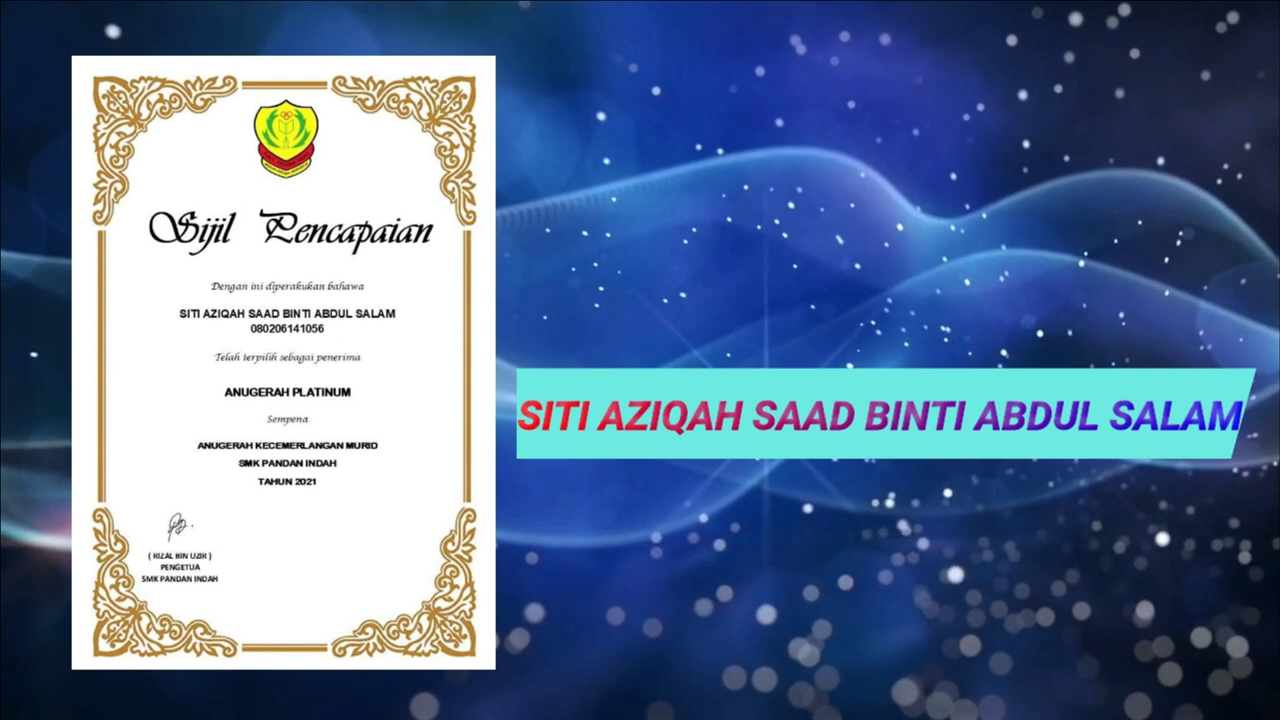 Sijil Pencapaian
Dengan ini diperakukan bahawa
SITI AZIQAH SAAD BINTI ABDUL SALAM
080206141056
Telah terpilih sebagai penerima
ANUGERAH PLATINUM
Sempena
ANUGERAH KECEMERLANGAN MURID
SMK PANDAN INDAH
TAHUN 2021
( RIZAL BIN UZIR )
PENGETUA
SMK PANDAN INDAH
SITI AZIQAH SAAD BINTI ABDUL SALAM